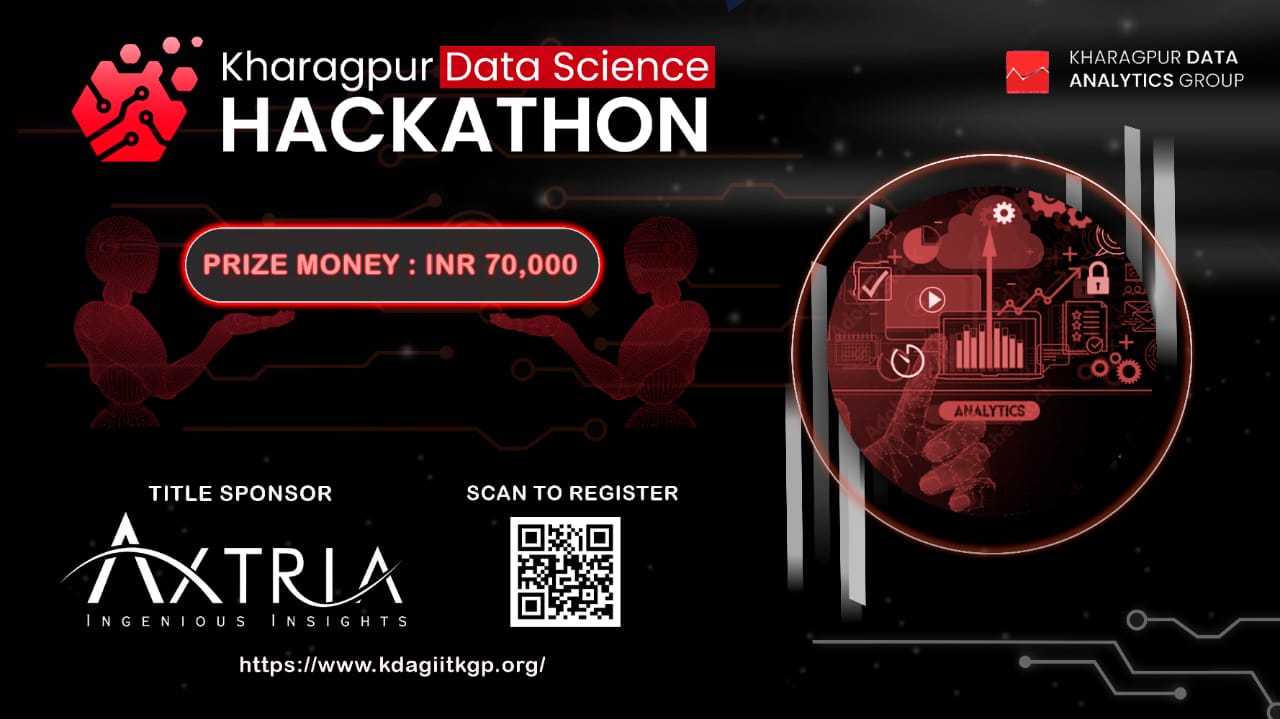 Kharagpur Data Science
HACKATHON
KHARAGPUR DATA
ANALYTICS GROUP
PRIZE MONEY : INR 70,000
ANALYTICS
TITLE SPONSOR
AXTRIA
INGENIOUS INSIGHTS
SCAN TO REGISTER
https://www.kdagiitkgp.org/